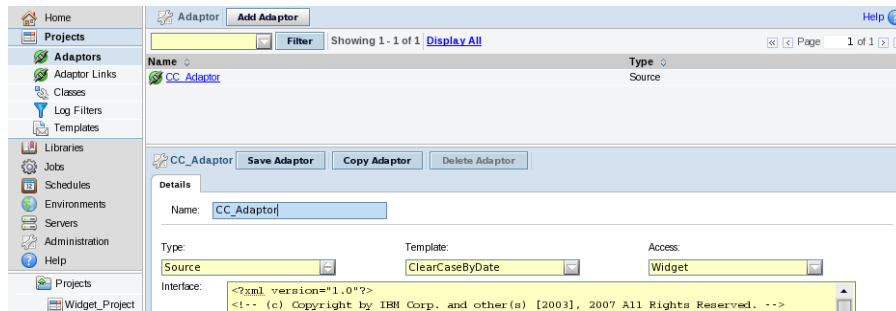 Home
Projects
Adaptors
Adaptor Links
Classes
Log Filters
Templates
Libraries
Jobs
Schedules
Environments
Servers
Administration
Help
Projects
Widget_Project
Adaptor Add Adaptor Help
Filter Showing 1 - 1 of 1 Display All Page 1 of 1
Name Type
CC_Adaptor Source
CC_Adaptor Save Adaptor Copy Adaptor Delete Adaptor
Details
Name: CC_Adaptor
Type: Template: Access:
Source ClearCaseByDate Widget
Interface: <?xml version="1.0"?>
<!-- (c) Copyright by IBM Corp. and other(s) [2003], 2007 All Rights Reserved. -->